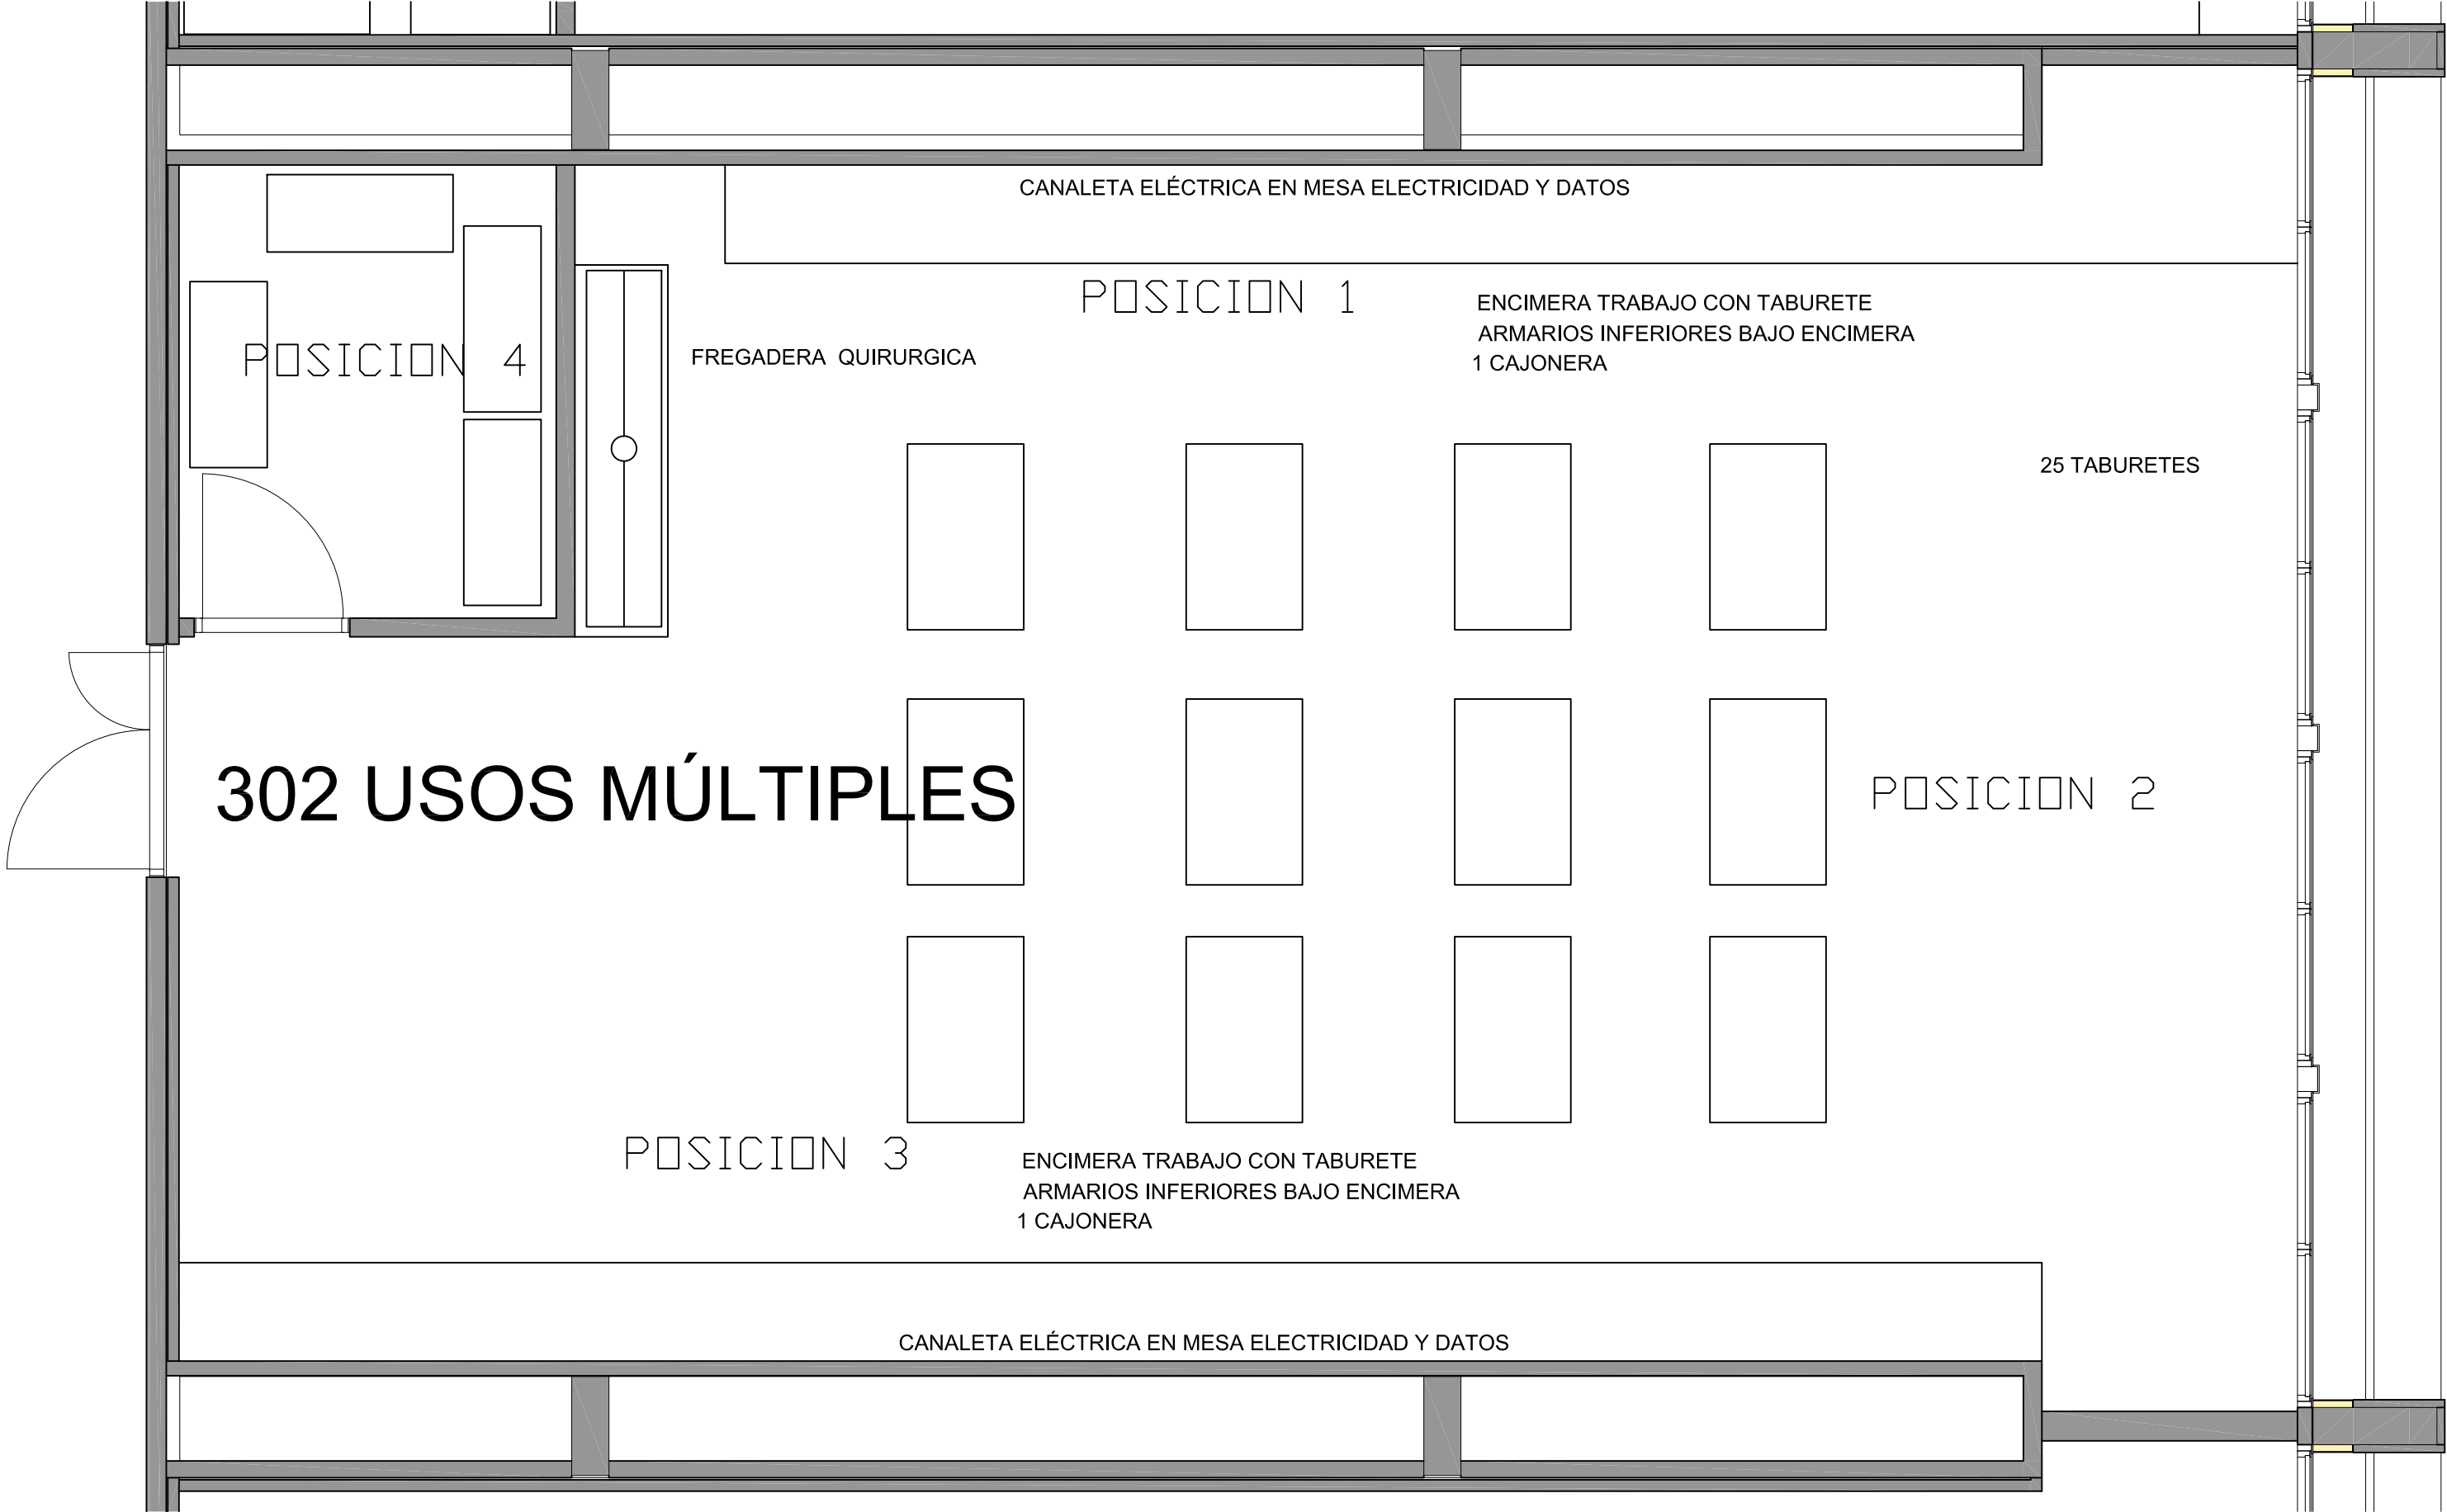 CANALETA ELÉCTRICA EN MESA ELECTRICIDAD Y DATOS
POSICION 1
ENCIMERA TRABAJO CON TABURETE
ARMARIOS INFERIORES BAJO ENCIMERA
1 CAJONERA
POSICION 4
FREGADERA QUIRURGICA
25 TABURETES
302 USOS MÚLTIPLES
POSICION 2
POSICION 3
ENCIMERA TRABAJO CON TABURETE
ARMARIOS INFERIORES BAJO ENCIMERA
1 CAJONERA
CANALETA ELÉCTRICA EN MESA ELECTRICIDAD Y DATOS